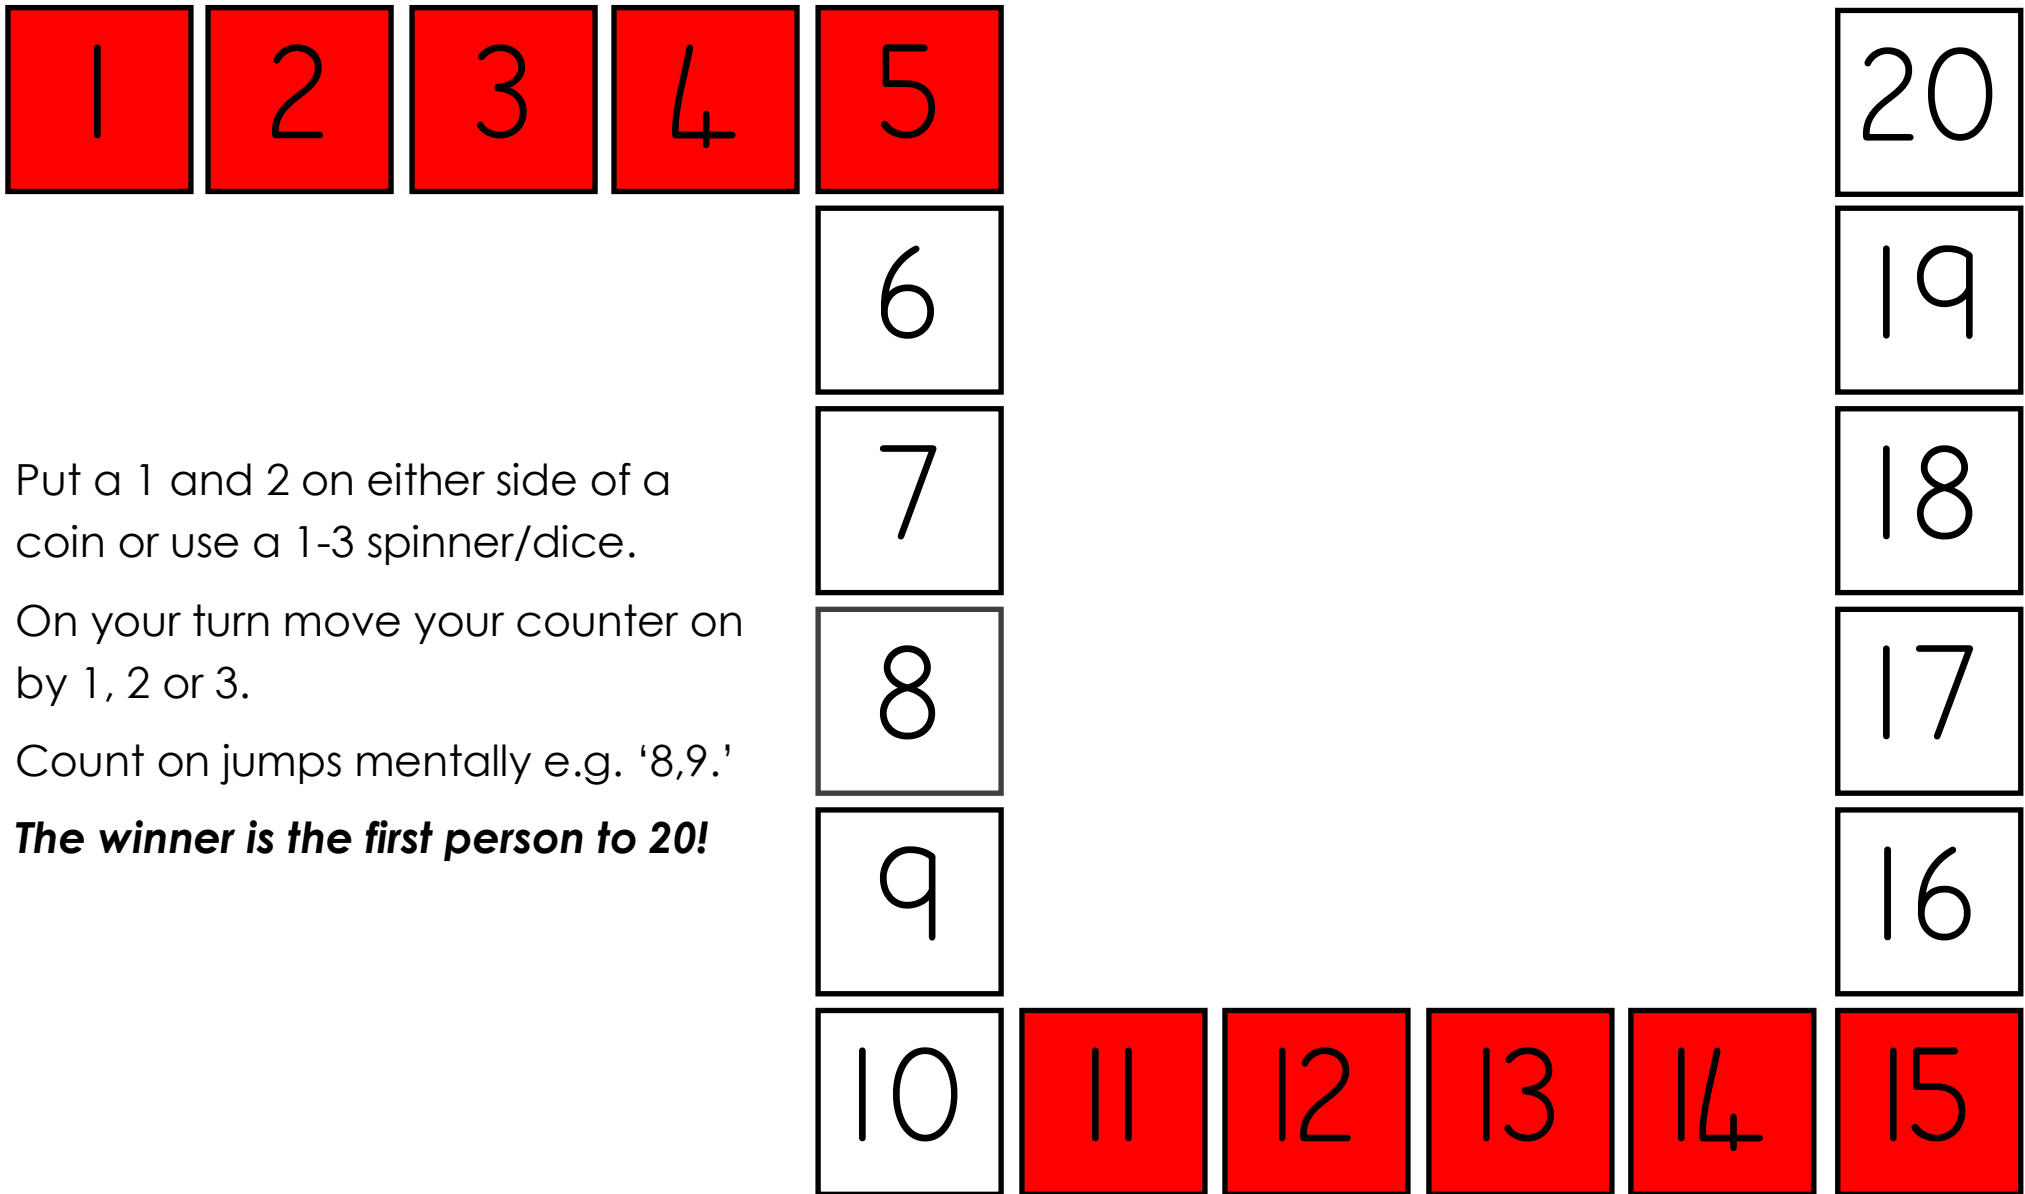 1 2 3 4 5
20
6
19
7
18
Put a 1 and 2 on either side of a
coin or use a 1-3 spinner/dice.
On your turn move your counter on
by 1, 2 or 3.
8
17
Count on jumps mentally e.g. ‘8,9.’
The winner is the first person to 20!
9
16
10 11 12 13 14 15